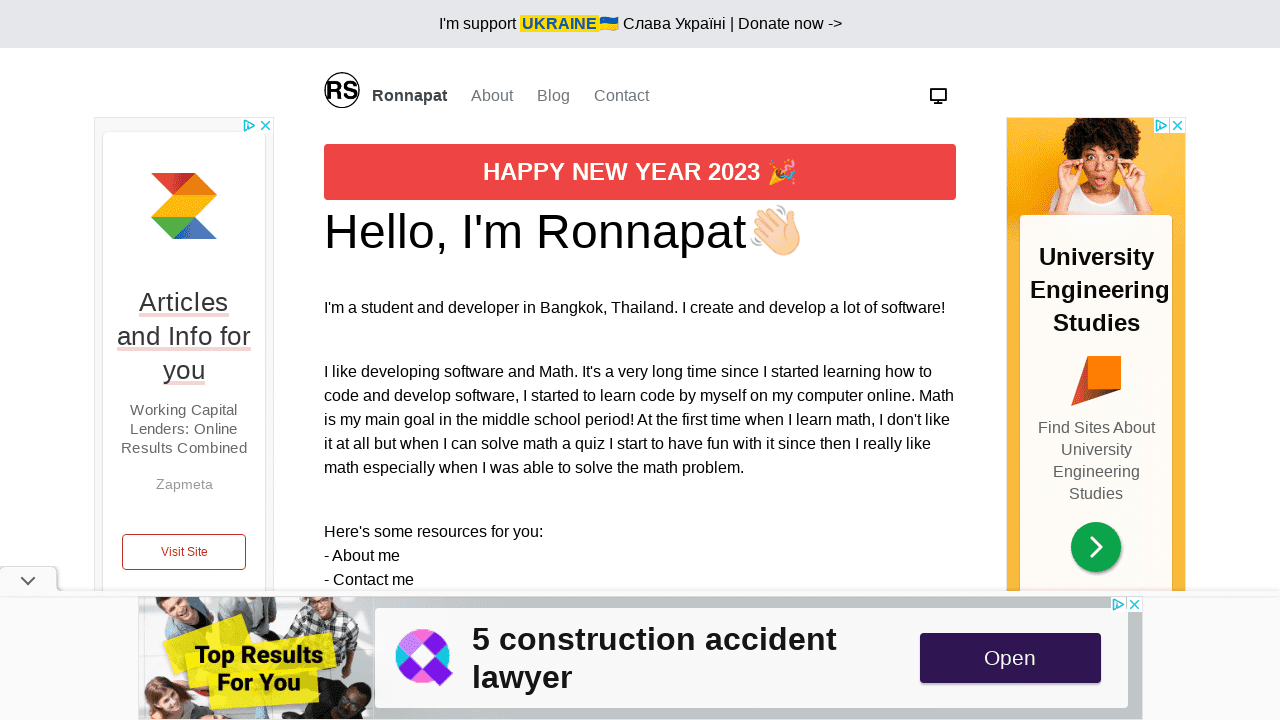 I'm support UKRAINE🇺🇦 Слава Україні | Donate now ->
RS Ronnapat About Blog Contact
HAPPY NEW YEAR 2023 🎉
Hello, I'm Ronnapat👋🏻
I'm a student and developer in Bangkok, Thailand. I create and develop a lot of software!
I like developing software and Math. It's a very long time since I started learning how to
code and develop software, I started to learn code by myself on my computer online. Math
is my main goal in the middle school period! At the first time when I learn math, I don't like
it at all but when I can solve math a quiz I start to have fun with it since then I really like
math especially when I was able to solve the math problem.
Here's some resources for you:
- About me
- Contact me
Articles
and Info for
you
Working Capital
Lenders: Online
Results Combined
Zapmeta
Visit Site
University
Engineering
Studies
Find Sites About
University
Engineering
Studies
Top Results
For You
5 construction accident
lawyer
Open